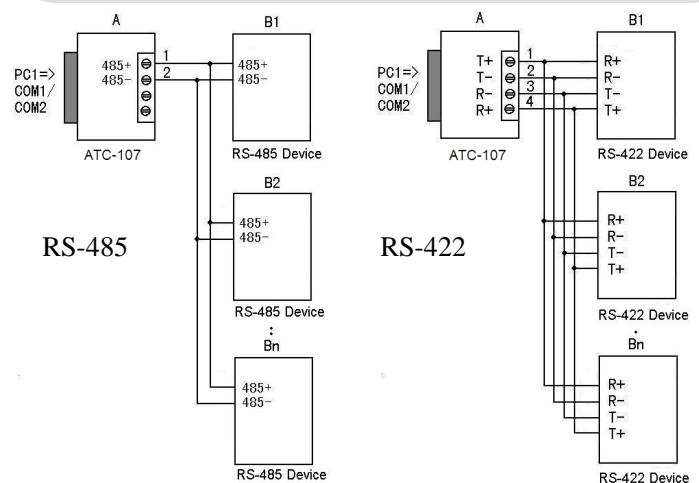 A
B1
1
2
485+
485-
485+
485-
PC1=>
COM1/
COM2
ATC-107
RS-485 Device
B2
485+
485-
RS-485
RS-485 Device
:
Bn
485+
485-
RS-485 Device
A
B1
T+
T-
R-
R+
1
2
3
4
R+
R-
T-
T+
PC1=>
COM1/
COM2
ATC-107
RS-422 Device
B2
R+
R-
T-
T+
RS-422
RS-422 Device
:
Bn
R+
R-
T-
T+
RS-422 Device